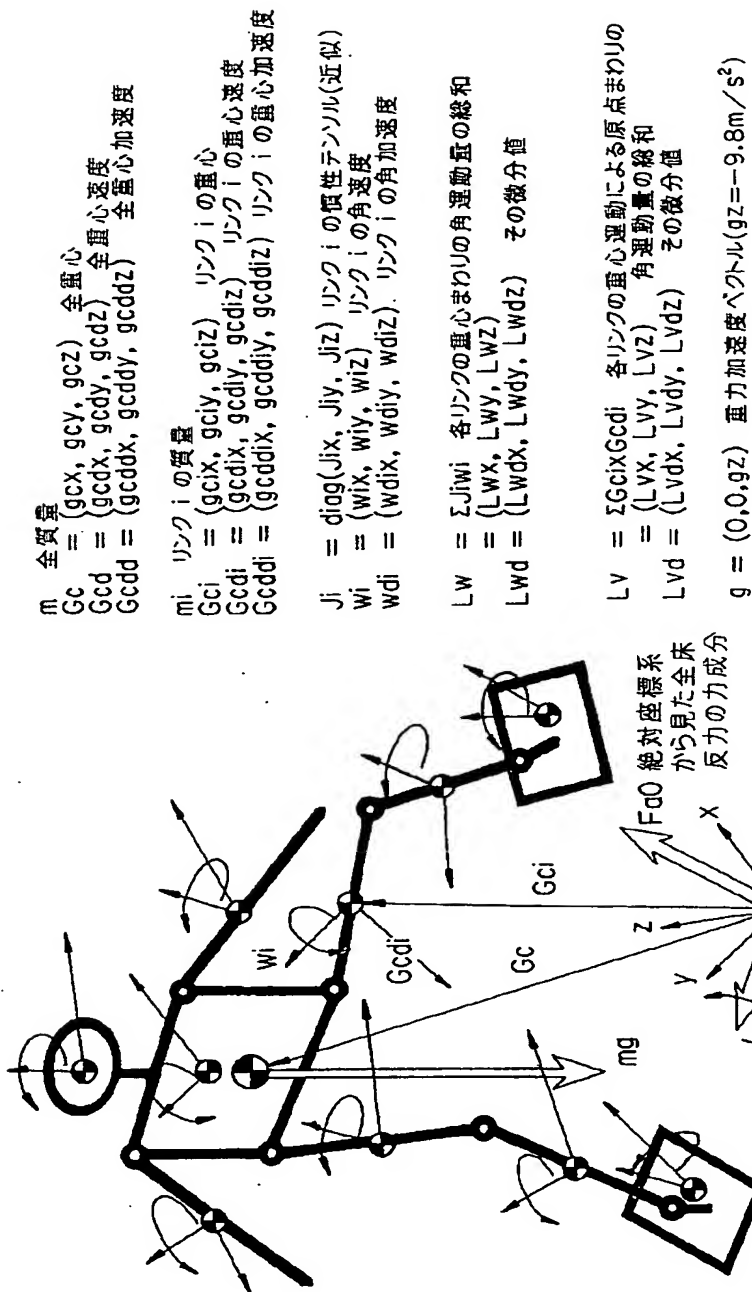 m 全質量
Gc = (gcx, gcy, gcz) 全重心
Gcd = (gcdx, gcdy, gcdz) 全重心速度
Gcdd = (gcddx, gcddy, gcddz) 全重心加速度
mi リンク i の質量
Gci = (gcix, gciy, gciz) リンク i の重心
Gcdi = (gcdix, gcdiy, gcdiz) リンク i の重心速度
Gcddi = (gcddix, gcddiy, gcddiz) リンク i の重心加速度
Ji = diag(Jix, Jiy, Jiz) リンク i の慣性テンソル(近似)
wi = (wix, wiy, wiz) リンク i の角速度
wdi = (wdix, wdiy, wdiz). リンク i の角加速度
Lw = ΣJiwi 各リンクの重心まわりの角運動量の総和
= (Lwx, Lwy, Lwz)
Lwd = (Lwdx, Lwdy, Lwdz) その微分値
Lv = ΣGcixGcdi 各リンクの重心運動による原点まわりの
= (Lvx, Lvy, Lvz) 角運動量の総和
Lvd = (Lvdx, Lvdy, Lvdz) その微分値
g = (0,0,gz) 重力加速度ベクトル(gz=-9.8m/s²)
wi
Gcdi
Gci
Gc
mg
z
y
x
Fa0 絶対座標系
から見た全床
反力の力成分